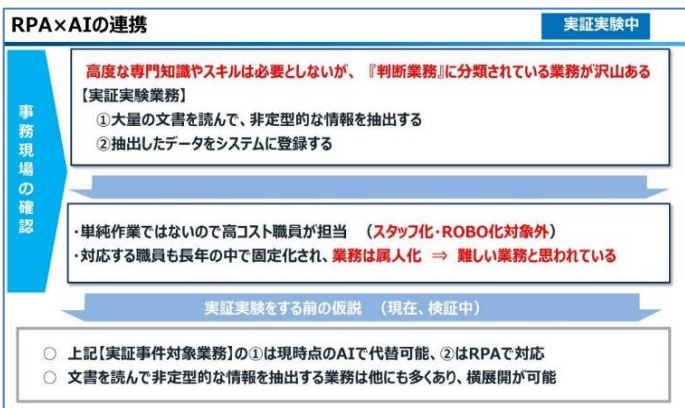 RPA×AIの連携
実証実験中
事務現場の確認
高度な専門知識やスキルは必要としないが、『判断業務』に分類されている業務が沢山ある
【実証実験業務】
①大量の文書を読んで、非定型的な情報を抽出する
②抽出したデータをシステムに登録する
・単純作業ではないので高コスト職員が担当 （スタッフ化・ROBO化対象外）
・対応する職員も長年の中で固定化され、業務は属人化 ⇒ 難しい業務と思われている
実証実験をする前の仮説 （現在、検証中）
○ 上記【実証事件対象業務】の①は現時点のAIで代替可能、②はRPAで対応
○ 文書を読んで非定型的な情報を抽出する業務は他にも多くあり、横展開が可能